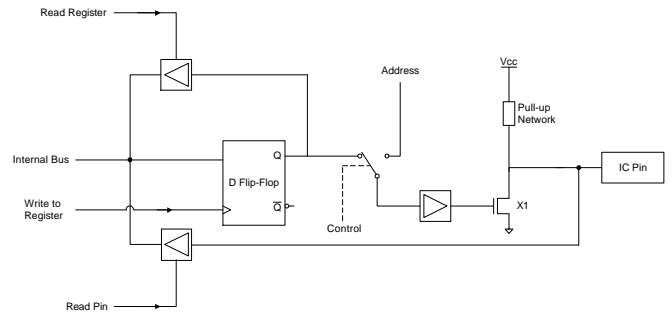 Read Register
Address
Vcc
Pull-up
Network
Internal Bus
Q
D Flip-Flop
IC Pin
Write to
Register
Q
X1
Control
Read Pin